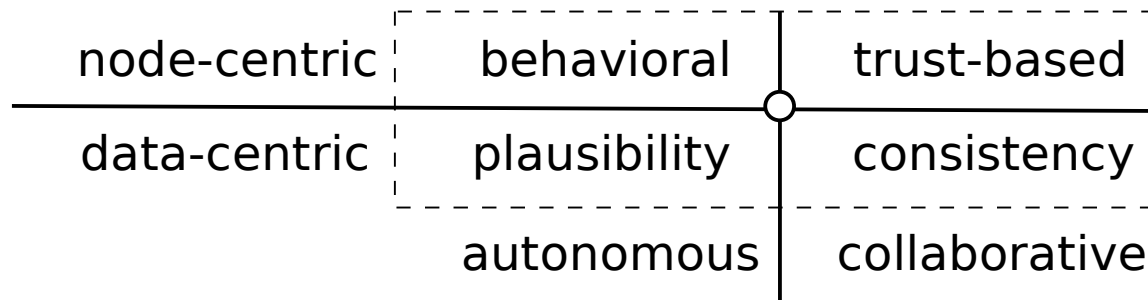 node-centric behavioral trust-based
data-centric plausibility consistency
autonomous collaborative